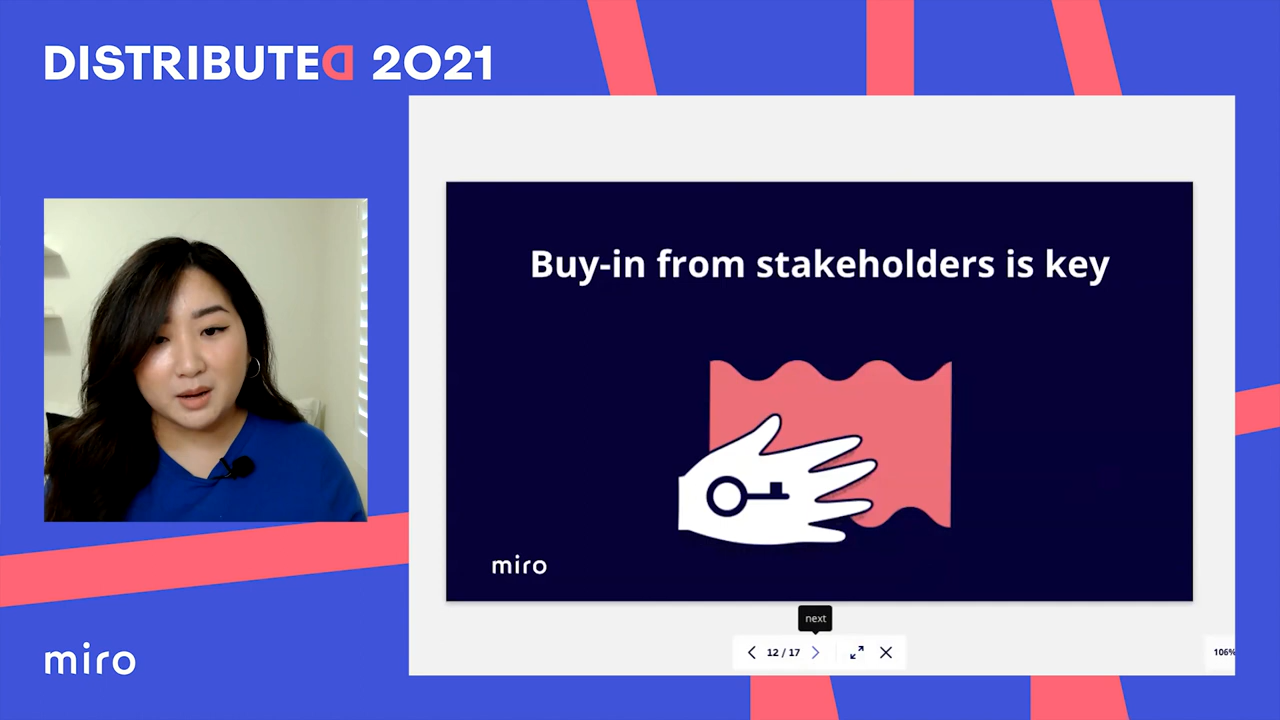 DISTRIBUTED 2021
Buy-in from stakeholders is key
miro
next
12 / 17
106%
miro